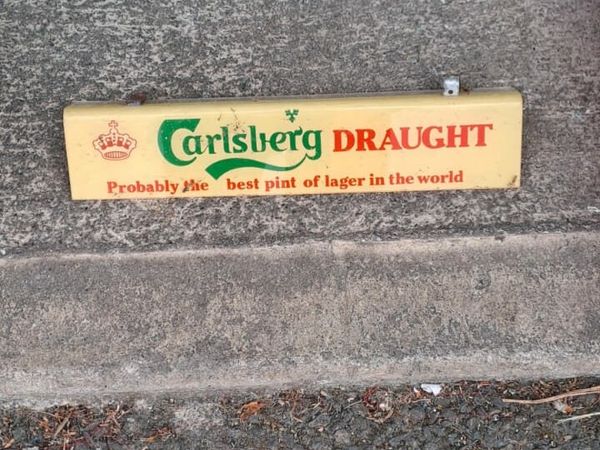 Carlsberg DRAUGHT
Probably the best pint of lager in the world